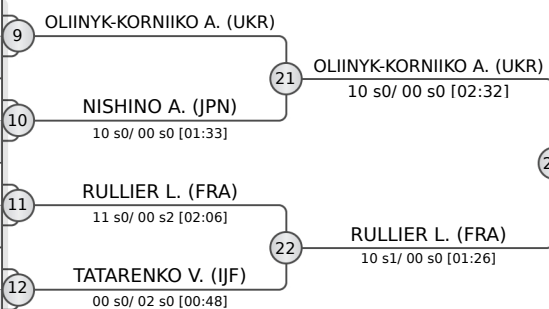 9
OLIINYK-KORNIIKO A. (UKR)
21
OLIINYK-KORNIIKO A. (UKR)
10 s0/ 00 s0 [02:32]
10
NISHINO A. (JPN)
10 s0/ 00 s0 [01:33]
11
RULLIER L. (FRA)
11 s0/ 00 s2 [02:06]
22
RULLIER L. (FRA)
10 s1/ 00 s0 [01:26]
12
TATARENKO V. (IJF)
00 s0/ 02 s0 [00:48]